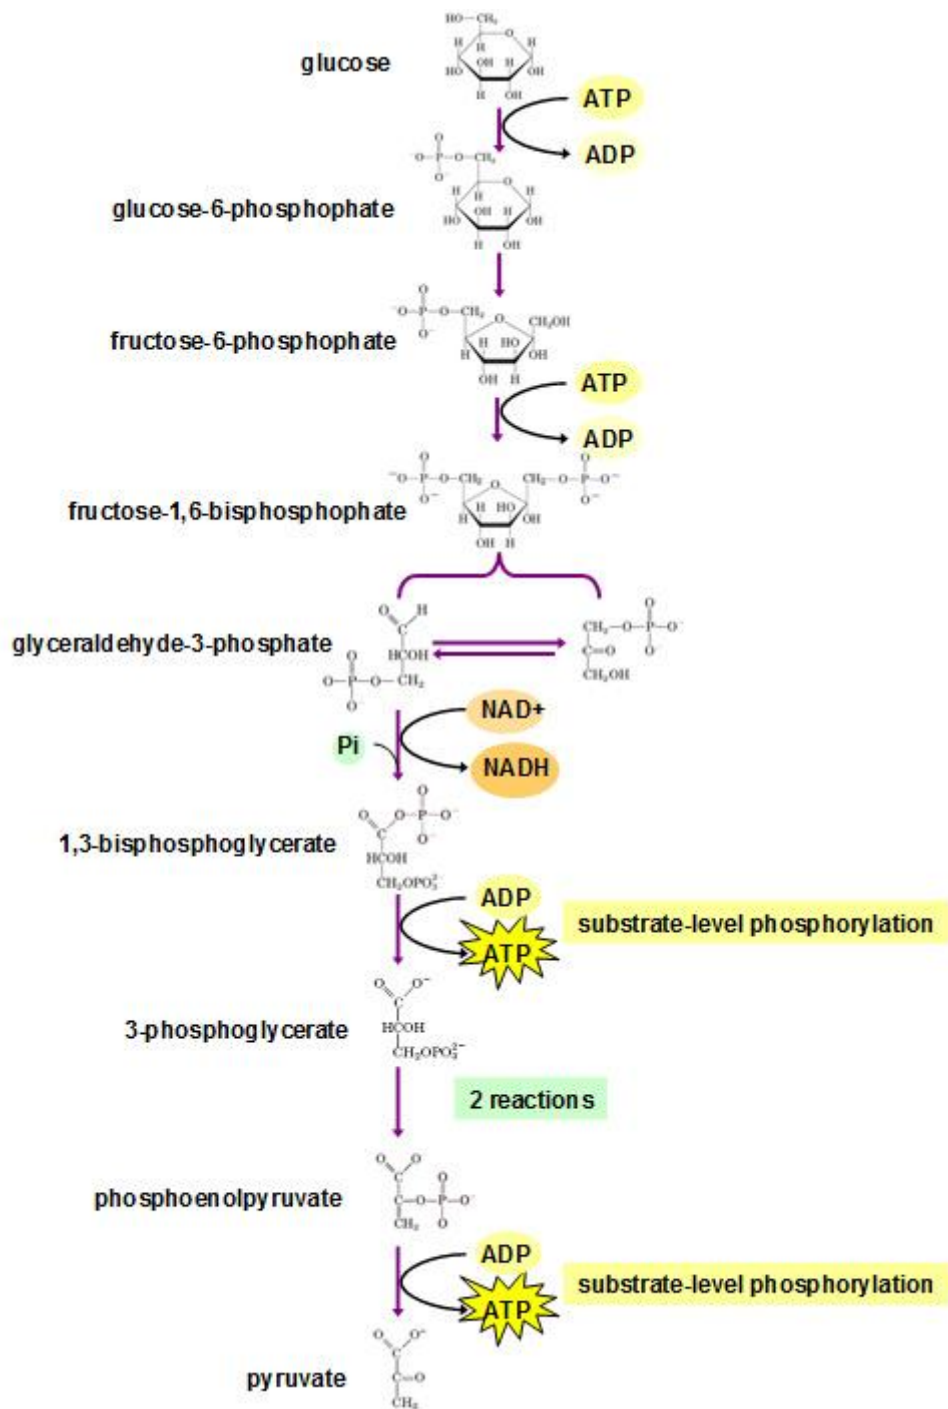 glucose
ATP
ADP
glucose-6-phosphophate
fructose-6-phosphophate
ATP
ADP
fructose-1,6-bisphosphophate
glyceraldehyde-3-phosphate
NAD+
Pi
NADH
1,3-bisphosphoglycerate
ADP
substrate-level phosphorylation
ATP
3-phosphoglycerate
2 reactions
phosphoenolpyruvate
ADP
substrate-level phosphorylation
ATP
pyruvate